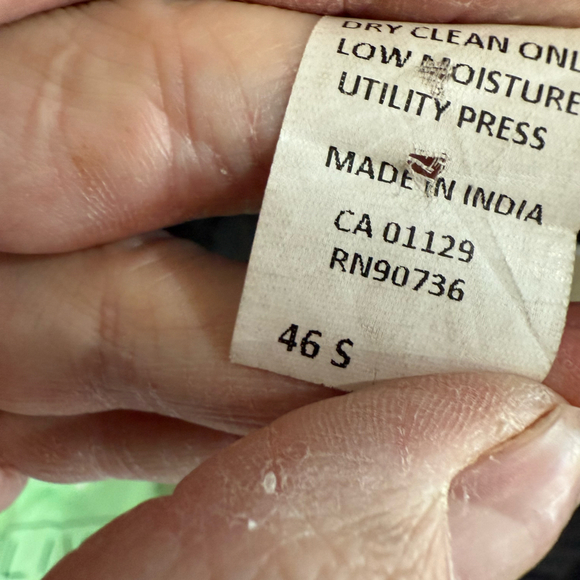 DRY CLEAN ONL
LOW MOISTURE
UTILITY PRESS
MADE IN INDIA
CA 01129
RN90736
46 S